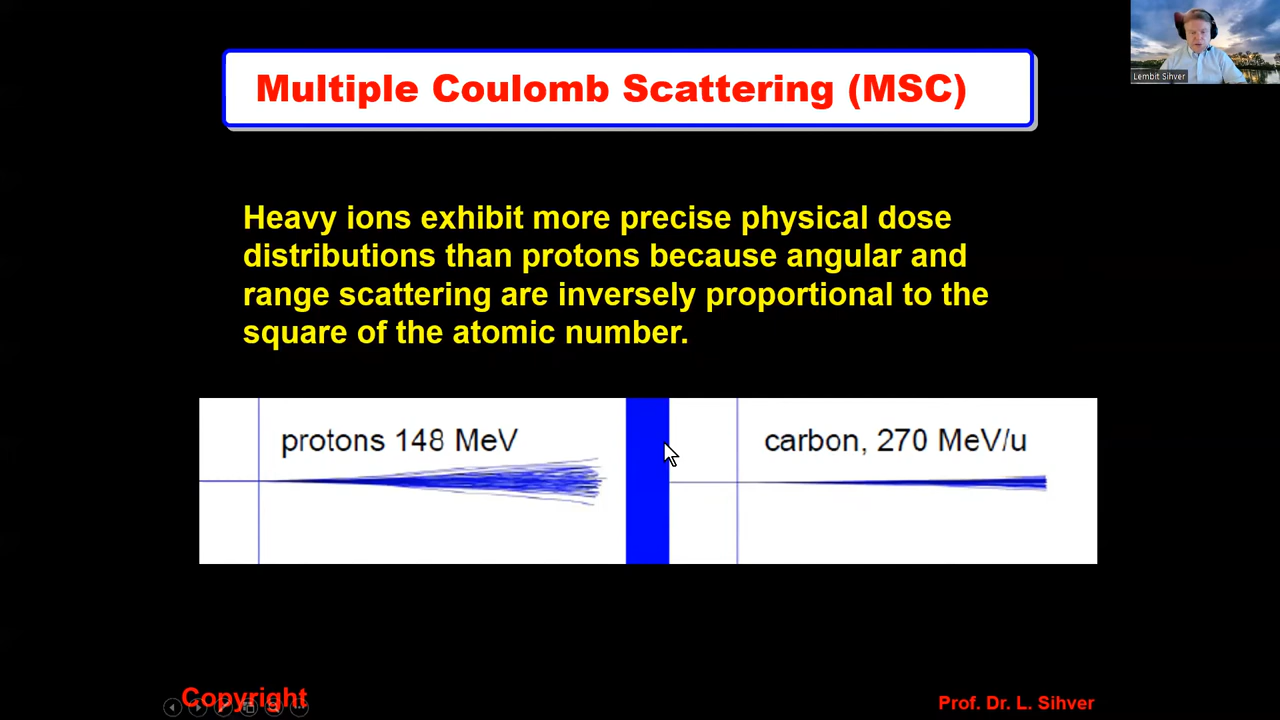 Multiple Coulomb Scattering (MSC)
Lembit Sihver
Heavy ions exhibit more precise physical dose
distributions than protons because angular and
range scattering are inversely proportional to the
square of the atomic number.
protons 148 MeV
carbon, 270 MeV/u
Copyright
Prof. Dr. L. Sihver